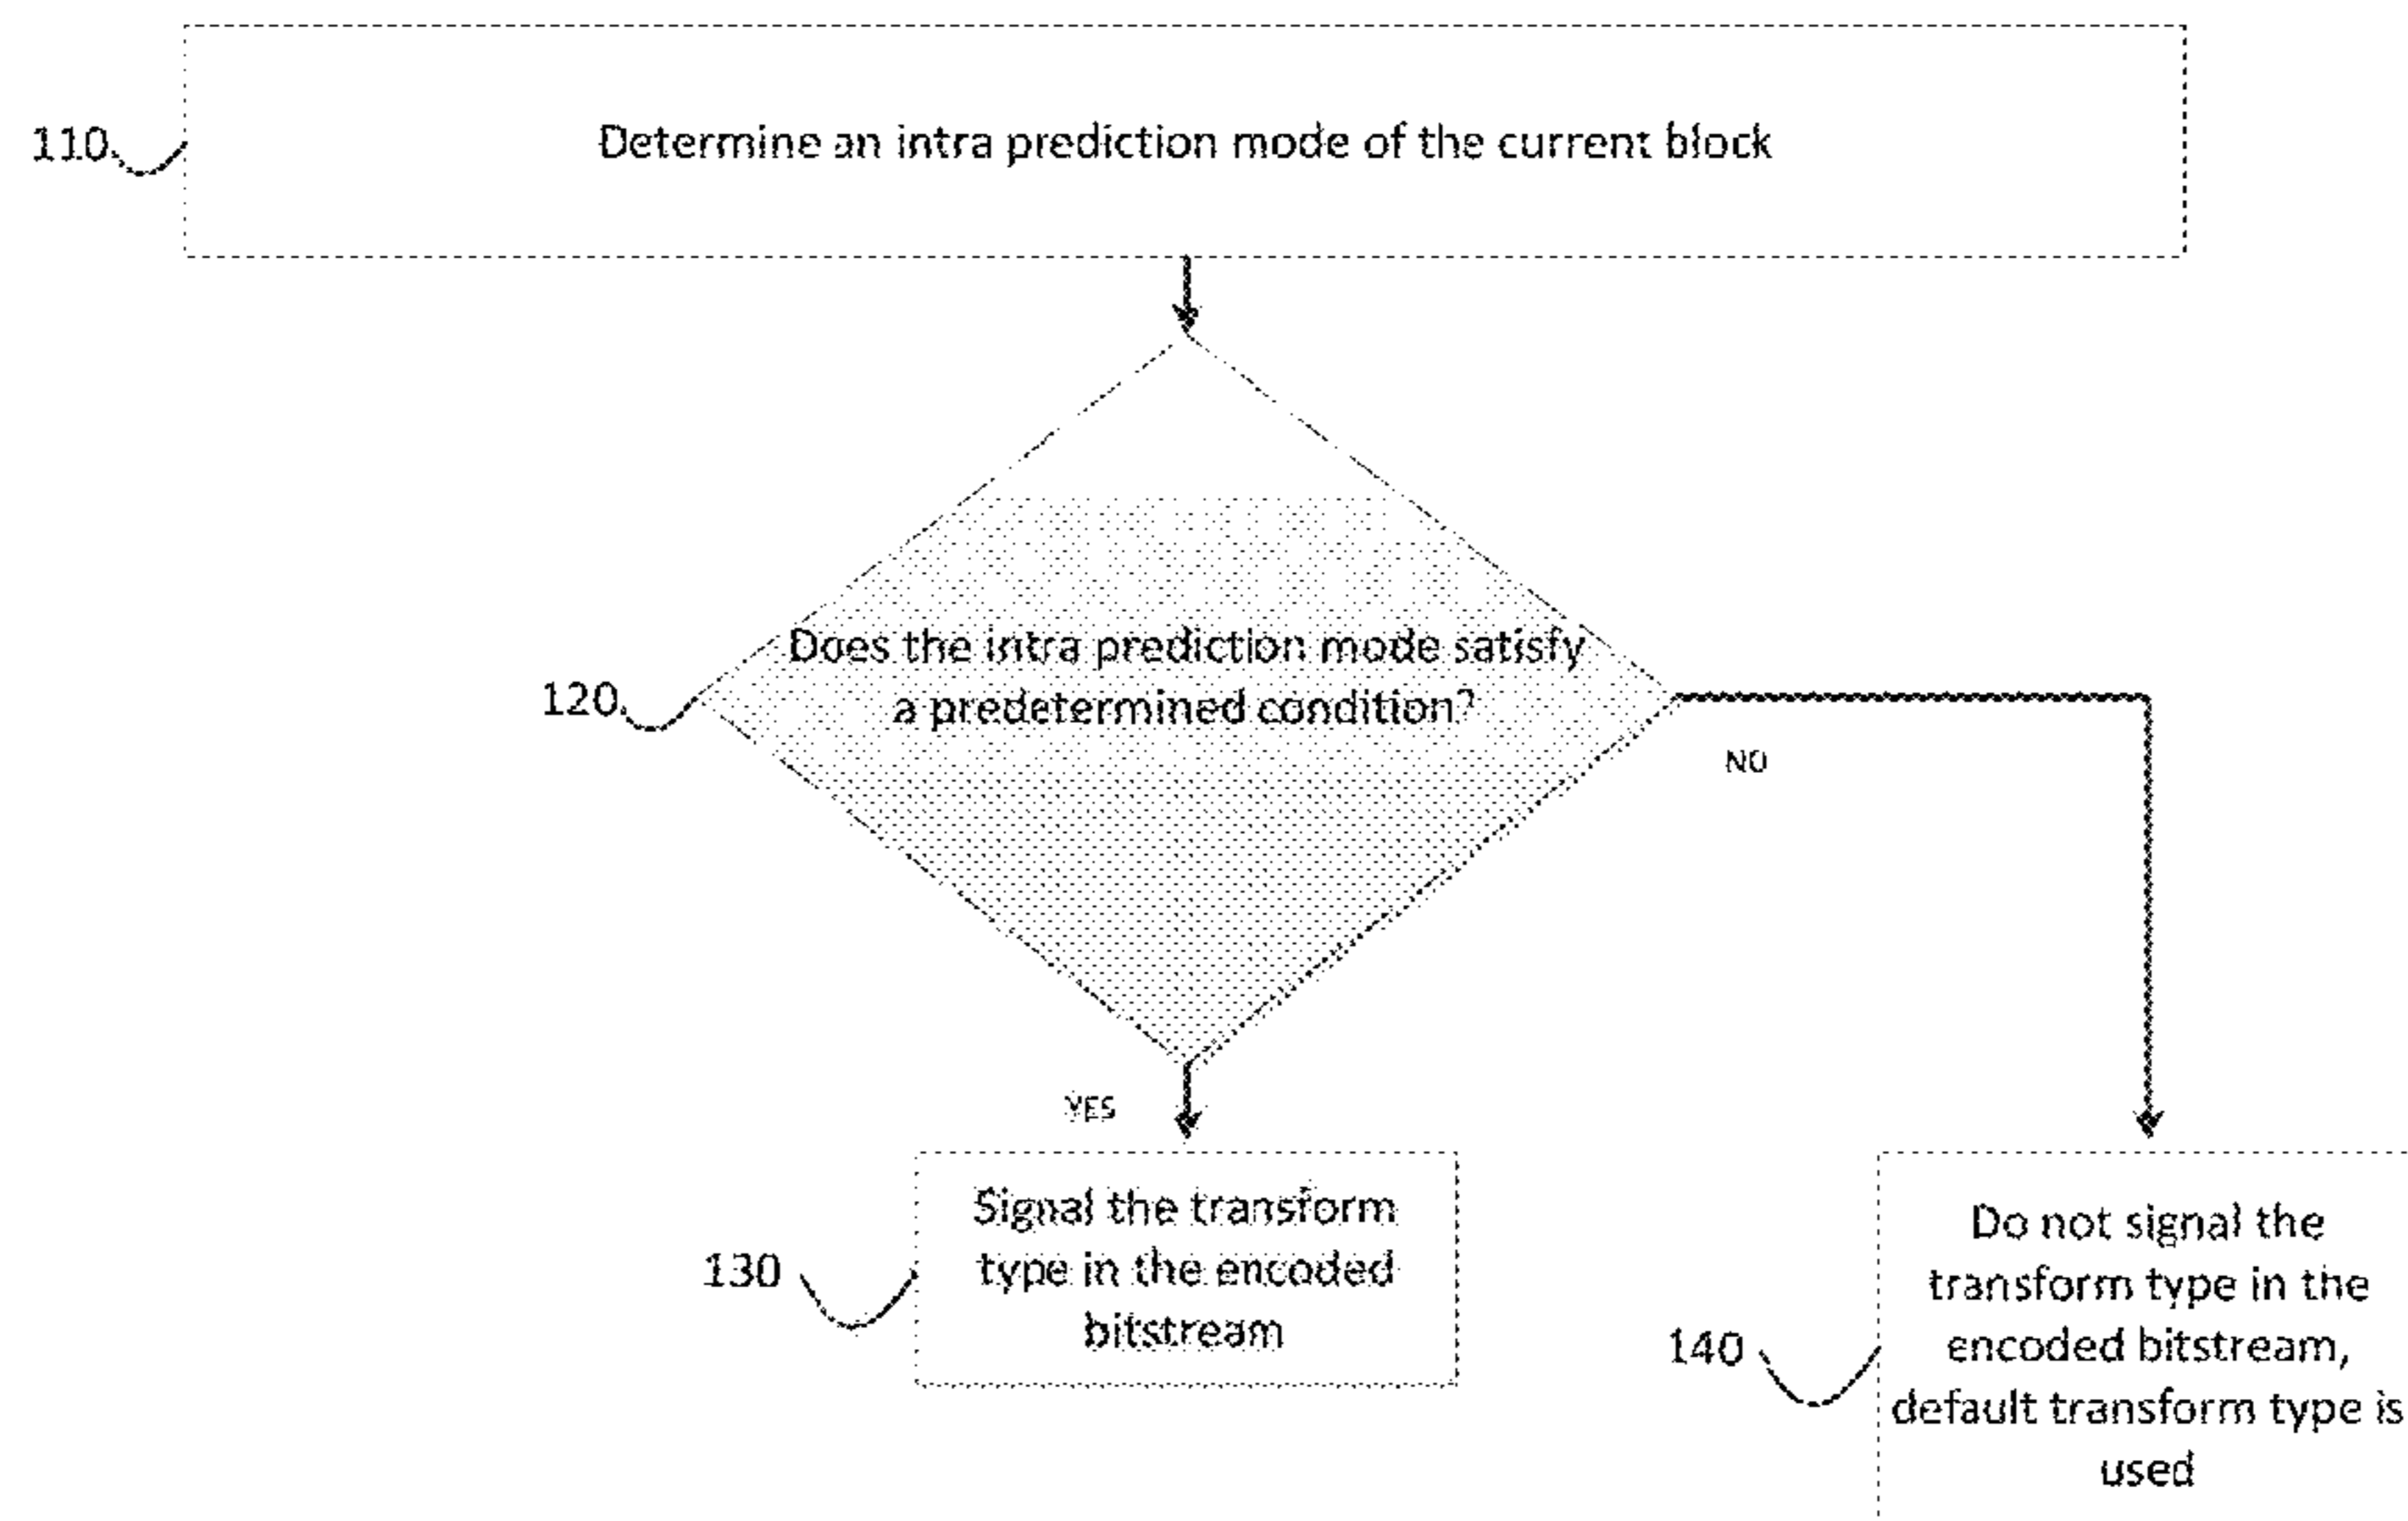 110
Determine an intra prediction mode of the current block
Does the intra prediction mode satisfy
120
a predetermined condition?
NO
YES
Signal the transform
type in the encoded
130
bitstream
Do not signal the
transform type in the
140
encoded bitstream,
default transform type is
used